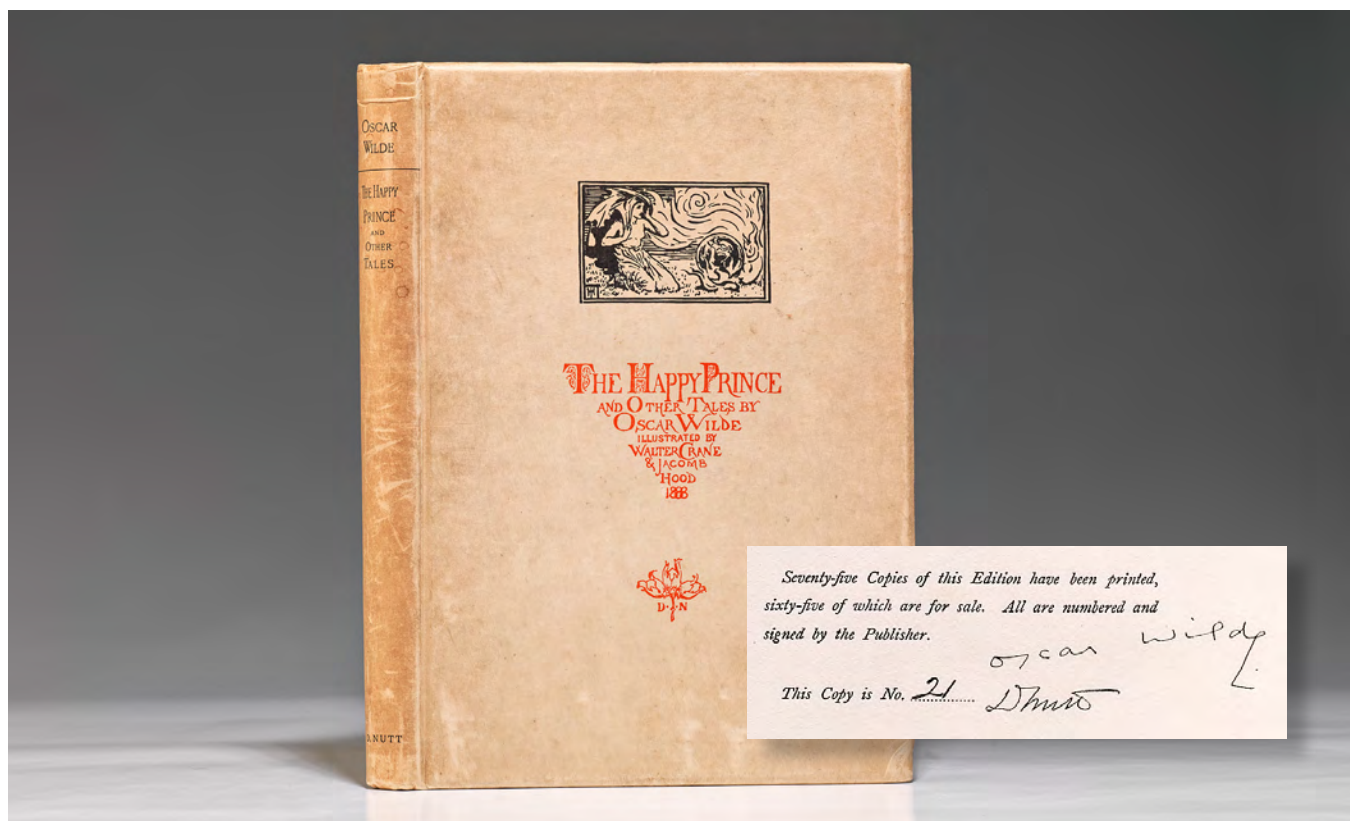 OSCAR
WILDE
THE HAPPY
PRINCE
AND
OTHER
TALES
D. NUTT
THE HAPPY PRINCE
AND OTHER TALES BY
OSCAR WILDE
ILLUSTRATED BY
WALTER CRANE
& JACOMB
HOOD
1888
D. N
Seventy-five Copies of this Edition have been printed,
sixty-five of which are for sale. All are numbered and
signed by the Publisher.
Oscar Wilde
This Copy is No. 21 DNutt